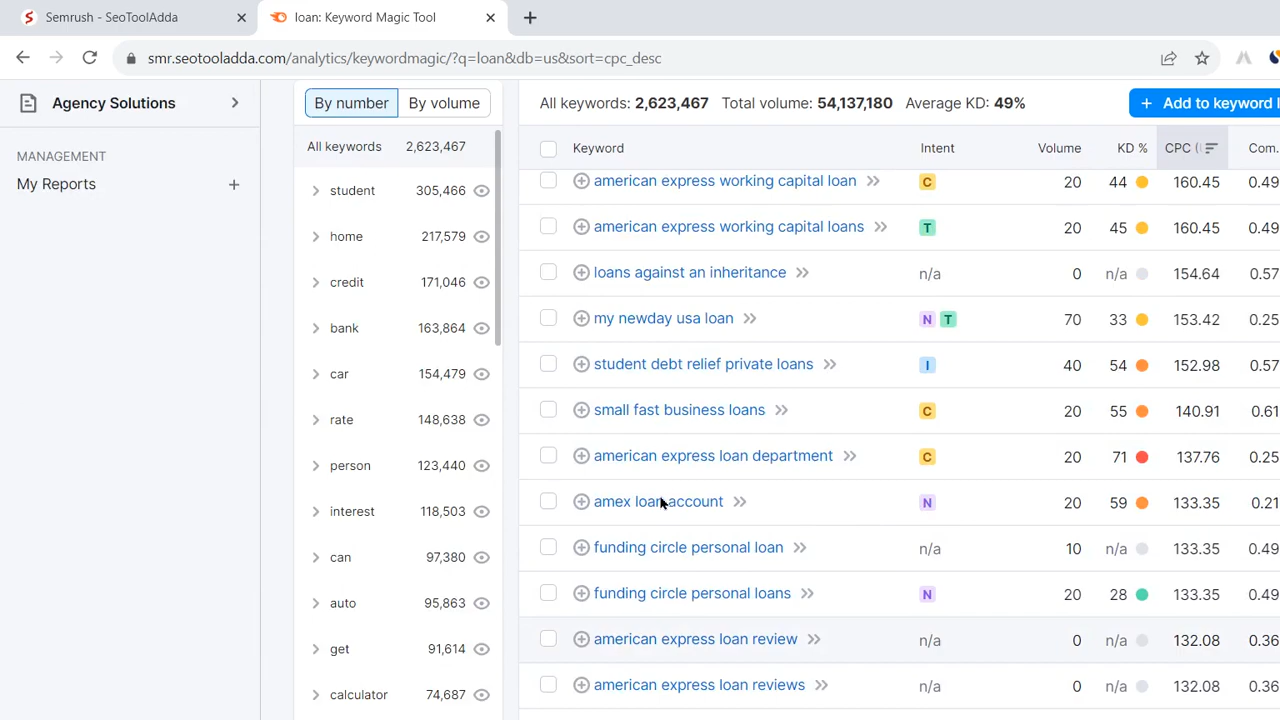 Semrush - SeoToolAdda
loan: Keyword Magic Tool
smr.seotooladda.com/analytics/keywordmagic/?q=loan&db=us&sort=cpc_desc
Agency Solutions
MANAGEMENT
My Reports
By number By volume
All keywords 2,623,467
student 305,466
home 217,579
credit 171,046
bank 163,864
car 154,479
rate 148,638
person 123,440
interest 118,503
can 97,380
auto 95,863
get 91,614
calculator 74,687
All keywords: 2,623,467 Total volume: 54,137,180 Average KD: 49%
+ Add to keyword l
Keyword Intent Volume KD % CPC ( Com.
american express working capital loan C 20 44 160.45 0.49
american express working capital loans T 20 45 160.45 0.49
loans against an inheritance n/a 0 n/a 154.64 0.57
my newday usa loan N T 70 33 153.42 0.25
student debt relief private loans I 40 54 152.98 0.57
small fast business loans C 20 55 140.91 0.61
american express loan department C 20 71 137.76 0.25
amex loan account N 20 59 133.35 0.21
funding circle personal loan n/a 10 n/a 133.35 0.49
funding circle personal loans N 20 28 133.35 0.49
american express loan review n/a 0 n/a 132.08 0.36
american express loan reviews n/a 0 n/a 132.08 0.36